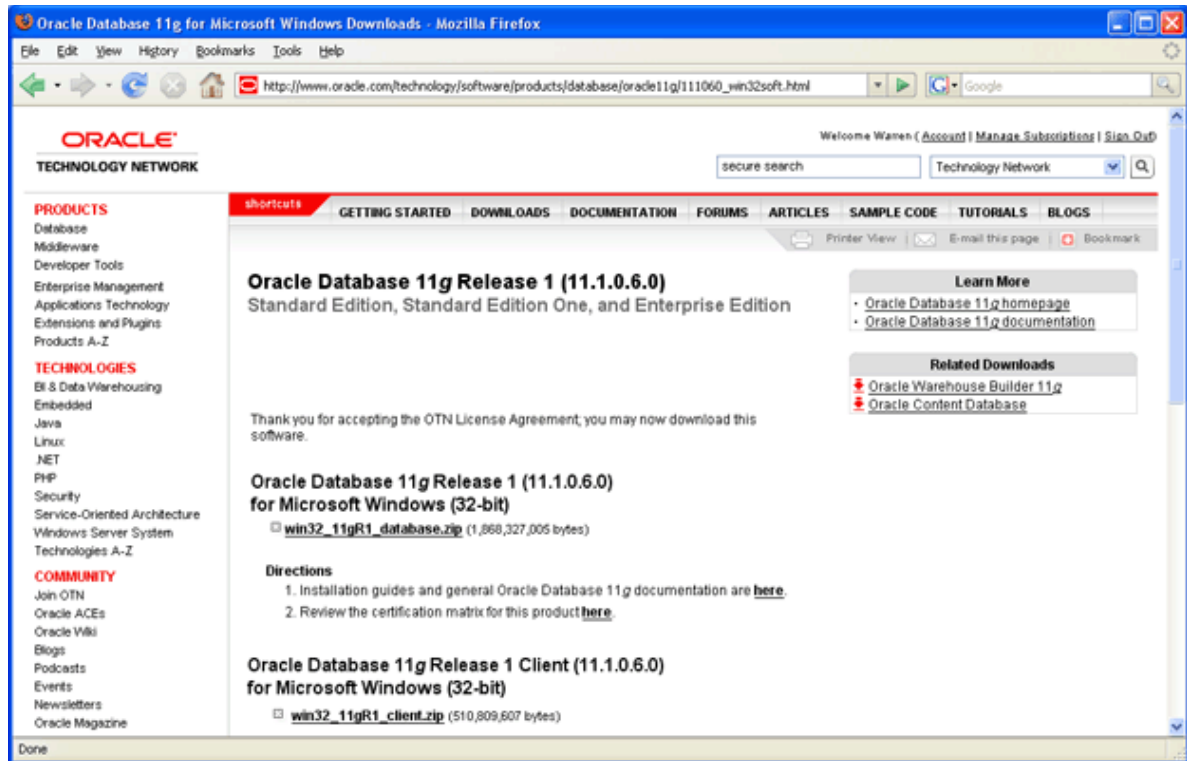 Oracle Database 11g for Microsoft Windows Downloads - Mozilla Firefox
File Edit View History Bookmarks Tools Help
http://www.oracle.com/technology/software/products/database/oracle11g/111060_win32soft.html
Google
ORACLE
TECHNOLOGY NETWORK
Welcome Warren ( Account | Manage Subscriptions | Sign Out)
secure search
Technology Network
shortcuts
GETTING STARTED DOWNLOADS DOCUMENTATION FORUMS ARTICLES SAMPLE CODE TUTORIALS BLOGS
Printer View | E-mail this page | Bookmark
PRODUCTS
Database
Middleware
Developer Tools
Enterprise Management
Applications Technology
Extensions and Plugins
Products A-Z
TECHNOLOGIES
BI & Data Warehousing
Embedded
Java
Linux
.NET
PHP
Security
Service-Oriented Architecture
Windows Server System
Technologies A-Z
COMMUNITY
Join OTN
Oracle ACEs
Oracle Wiki
Blogs
Podcasts
Events
Newsletters
Oracle Magazine
Oracle Database 11g Release 1 (11.1.0.6.0)
Standard Edition, Standard Edition One, and Enterprise Edition
Thank you for accepting the OTN License Agreement; you may now download this
software.
Oracle Database 11g Release 1 (11.1.0.6.0)
for Microsoft Windows (32-bit)
win32_11gR1_database.zip (1,868,327,005 bytes)
Directions
1. Installation guides and general Oracle Database 11g documentation are here.
2. Review the certification matrix for this product here.
Oracle Database 11g Release 1 Client (11.1.0.6.0)
for Microsoft Windows (32-bit)
win32_11gR1_client.zip (510,809,607 bytes)
Learn More
· Oracle Database 11g homepage
· Oracle Database 11g documentation
Related Downloads
Oracle Warehouse Builder 11g
Oracle Content Database
Done